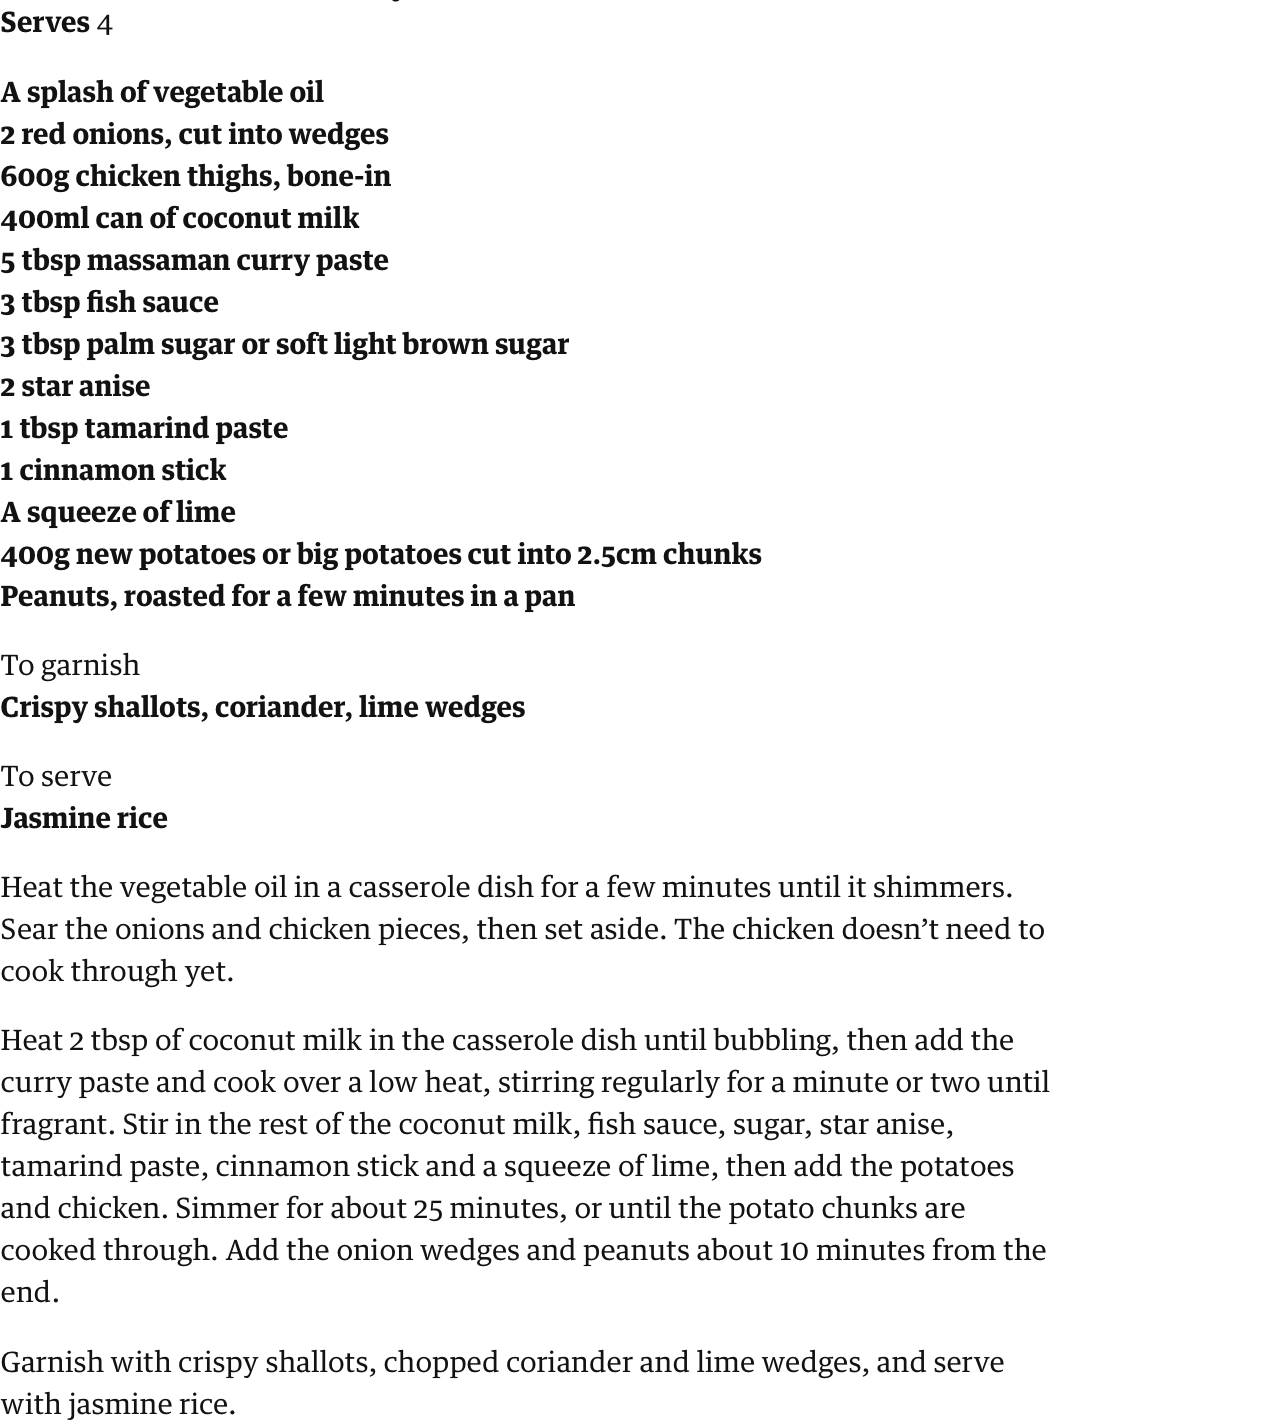 Serves 4
A splash of vegetable oil
2 red onions, cut into wedges
600g chicken thighs, bone-in
400ml can of coconut milk
5 tbsp massaman curry paste
3 tbsp fish sauce
3 tbsp palm sugar or soft light brown sugar
2 star anise
1 tbsp tamarind paste
1 cinnamon stick
A squeeze of lime
400g new potatoes or big potatoes cut into 2.5cm chunks
Peanuts, roasted for a few minutes in a pan
To garnish
Crispy shallots, coriander, lime wedges
To serve
Jasmine rice
Heat the vegetable oil in a casserole dish for a few minutes until it shimmers.
Sear the onions and chicken pieces, then set aside. The chicken doesn’t need to
cook through yet.
Heat 2 tbsp of coconut milk in the casserole dish until bubbling, then add the
curry paste and cook over a low heat, stirring regularly for a minute or two until
fragrant. Stir in the rest of the coconut milk, fish sauce, sugar, star anise,
tamarind paste, cinnamon stick and a squeeze of lime, then add the potatoes
and chicken. Simmer for about 25 minutes, or until the potato chunks are
cooked through. Add the onion wedges and peanuts about 10 minutes from the
end.
Garnish with crispy shallots, chopped coriander and lime wedges, and serve
with jasmine rice.